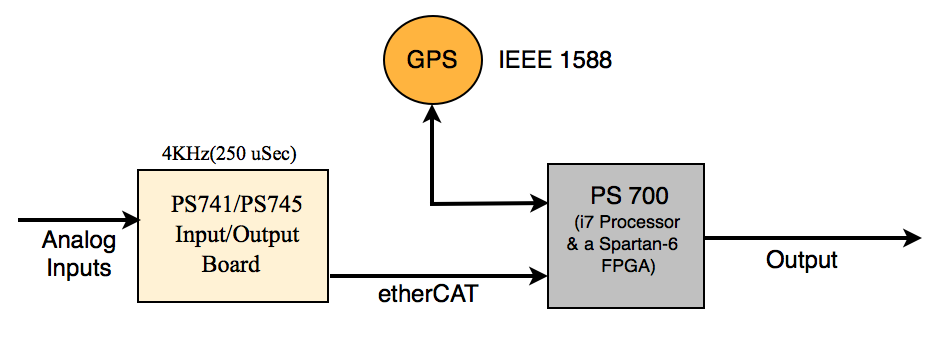 GPS
IEEE 1588
4KHz(250 uSec)
PS741/PS745
Input/Output
Board
Analog
Inputs
etherCAT
PS 700
(i7 Processor
& a Spartan-6
FPGA)
Output